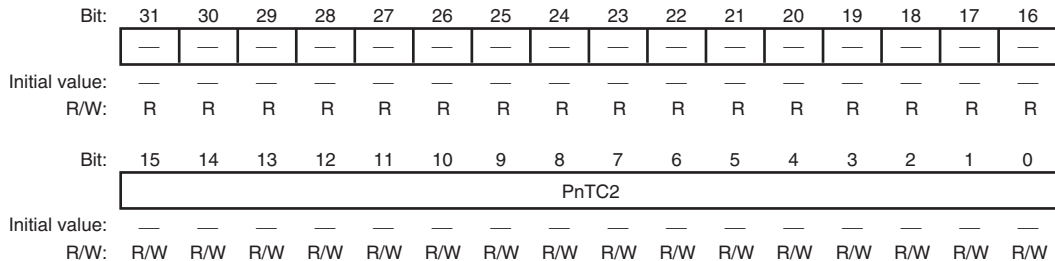 Bit: 31 30 29 28 27 26 25 24 23 22 21 20 19 18 17 16
— — — — — — — — — — — — — — — —
Initial value: — — — — — — — — — — — — — — — —
R/W: R R R R R R R R R R R R R R R R
Bit: 15 14 13 12 11 10 9 8 7 6 5 4 3 2 1 0
PnTC2
Initial value: — — — — — — — — — — — — — — — —
R/W: R/W R/W R/W R/W R/W R/W R/W R/W R/W R/W R/W R/W R/W R/W R/W R/W